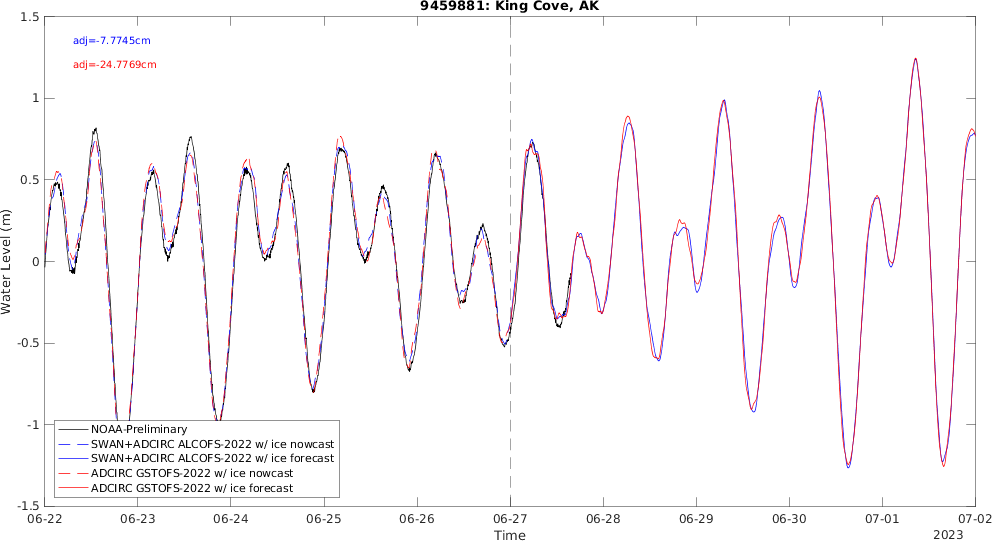 9459881: King Cove, AK
adj=-7.7745cm
adj=-24.7769cm
Water Level (m)
1.5
1
0.5
0
-0.5
-1
-1.5
NOAA-Preliminary
SWAN+ADCIRC ALCOFS-2022 w/ ice nowcast
SWAN+ADCIRC ALCOFS-2022 w/ ice forecast
ADCIRC GSTOFS-2022 w/ ice nowcast
ADCIRC GSTOFS-2022 w/ ice forecast
06-22 06-23 06-24 06-25 06-26 06-27 06-28 06-29 06-30 07-01 07-02
Time
2023